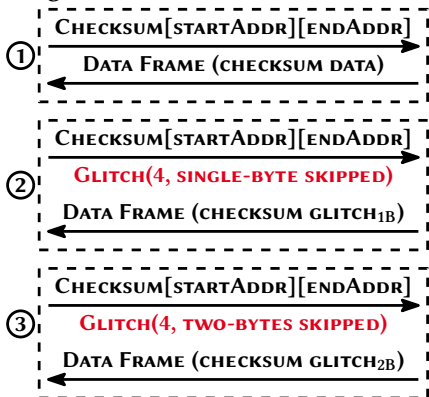 ①
Checksum[startAddr][endAddr]
Data Frame (checksum data)
②
Checksum[startAddr][endAddr]
Glitch(4, single-byte skipped)
Data Frame (checksum glitch1B)
③
Checksum[startAddr][endAddr]
Glitch(4, two-bytes skipped)
Data Frame (checksum glitch2B)